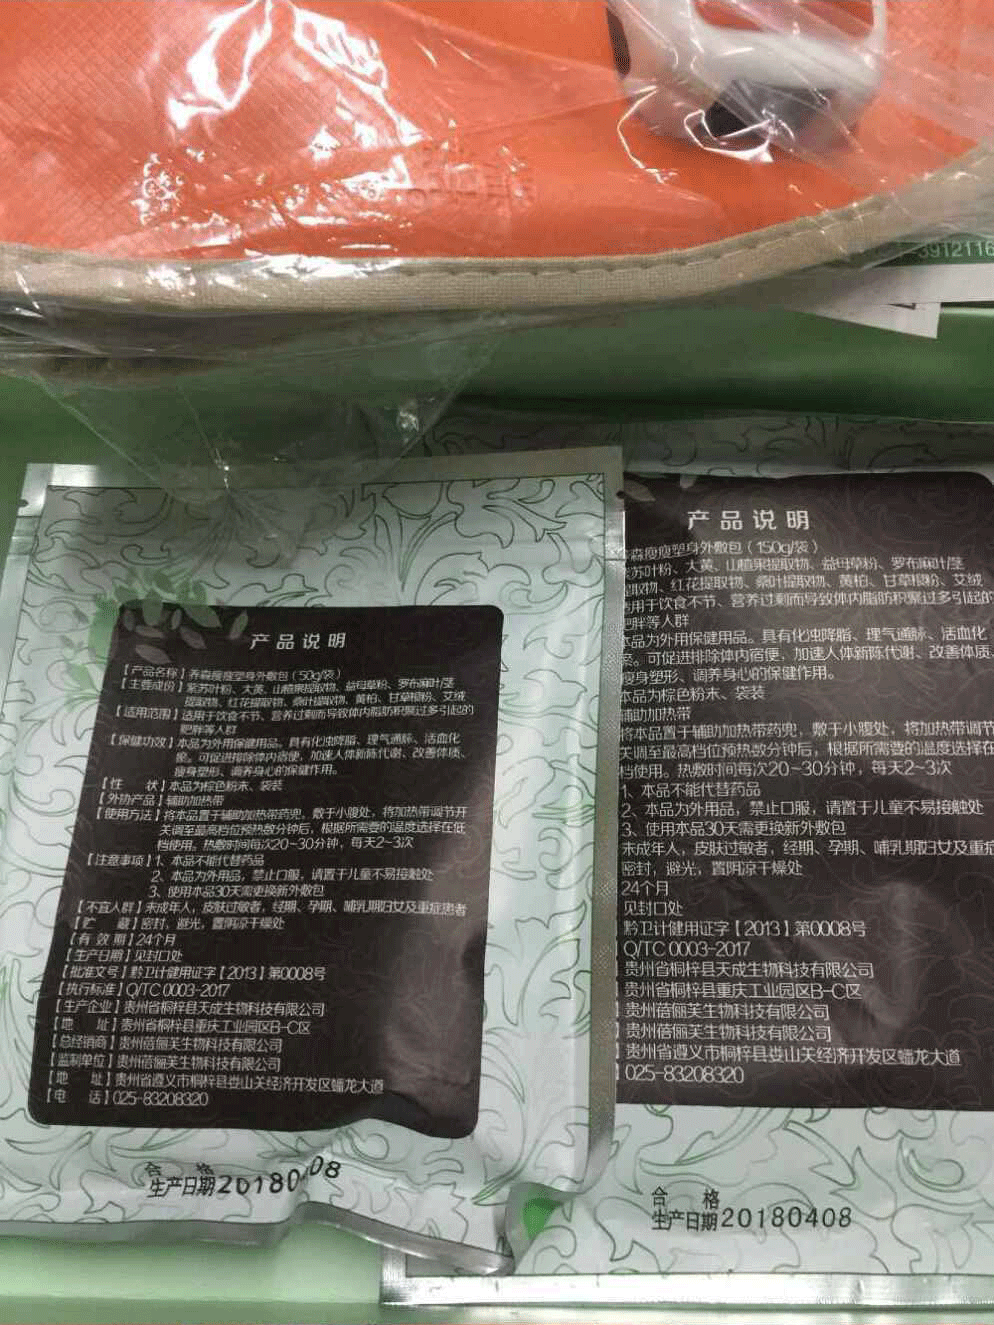 3912116
产品说明
【产品名称】养森瘦瘦塑身外敷包（50g/袋）
【主要成份】紫苏叶粉、大黄、山楂果提取物、益母草粉、罗布麻叶/茎
提取物、红花提取物、桑叶提取物、黄柏、甘草根粉、艾绒
【适用范围】适用于饮食不节、营养过剩而导致体内脂肪积聚过多引起的
肥胖等人群
【保健功效】本品为外用保健用品。具有化浊降脂、理气通脉、活血化
瘀。可促进排除体内宿便，加速人体新陈代谢、改善体质、
瘦身塑形、调养身心的保健作用。
【性 状】本品为棕色粉末、袋装
【外协产品】辅助加热带
【使用方法】将本品置于辅助加热带药兜，敷于小腹处，将加热带调节开
关调至最高档位预热数分钟后，根据所需要的温度选择在低
档使用。热敷时间每次20~30分钟，每天2~3次
【注意事项】1、本品不能代替药品
2、本品为外用品，禁止口服，请置于儿童不易接触处
3、使用本品30天需更换新外敷包
【不宜人群】未成年人，皮肤过敏者，经期、孕期、哺乳期妇女及重症患者
【贮 藏】密封，避光，置阴凉干燥处
【有 效 期】24个月
【生产日期】见封口处
【批准文号】黔卫计健用证字【2013】第0008号
【执行标准】Q/TC 0003-2017
【生产企业】贵州省桐梓县天成生物科技有限公司
【地 址】贵州省桐梓县重庆工业园区B-C区
【总经销商】贵州蓓俪芙生物科技有限公司
【监制单位】贵州蓓俪芙生物科技有限公司
【地 址】贵州省遵义市桐梓县娄山关经济开发区蟠龙大道
【电 话】025-83208320
合 格
生产日期20180408
产品说明
森瘦瘦塑身外敷包（150g/袋）
紫苏叶粉、大黄、山楂果提取物、益母草粉、罗布麻叶/茎
提取物、红花提取物、桑叶提取物、黄柏、甘草根粉、艾绒
适用于饮食不节、营养过剩而导致体内脂肪积聚过多引起的
肥胖等人群
本品为外用保健用品。具有化浊降脂、理气通脉、活血化
瘀。可促进排除体内宿便，加速人体新陈代谢、改善体质、
瘦身塑形、调养身心的保健作用。
本品为棕色粉末、袋装
辅助加热带
将本品置于辅助加热带药兜，敷于小腹处，将加热带调节
关调至最高档位预热数分钟后，根据所需要的温度选择在
档使用。热敷时间每次20~30分钟，每天2~3次
1、本品不能代替药品
2、本品为外用品，禁止口服，请置于儿童不易接触处
3、使用本品30天需更换新外敷包
未成年人，皮肤过敏者，经期、孕期、哺乳期妇女及重症
密封，避光，置阴凉干燥处
24个月
见封口处
黔卫计健用证字【2013】第0008号
Q/TC 0003-2017
贵州省桐梓县天成生物科技有限公司
贵州省桐梓县重庆工业园区B-C区
贵州蓓俪芙生物科技有限公司
贵州蓓俪芙生物科技有限公司
贵州省遵义市桐梓县娄山关经济开发区蟠龙大道
025-83208320
合 格
生产日期20180408